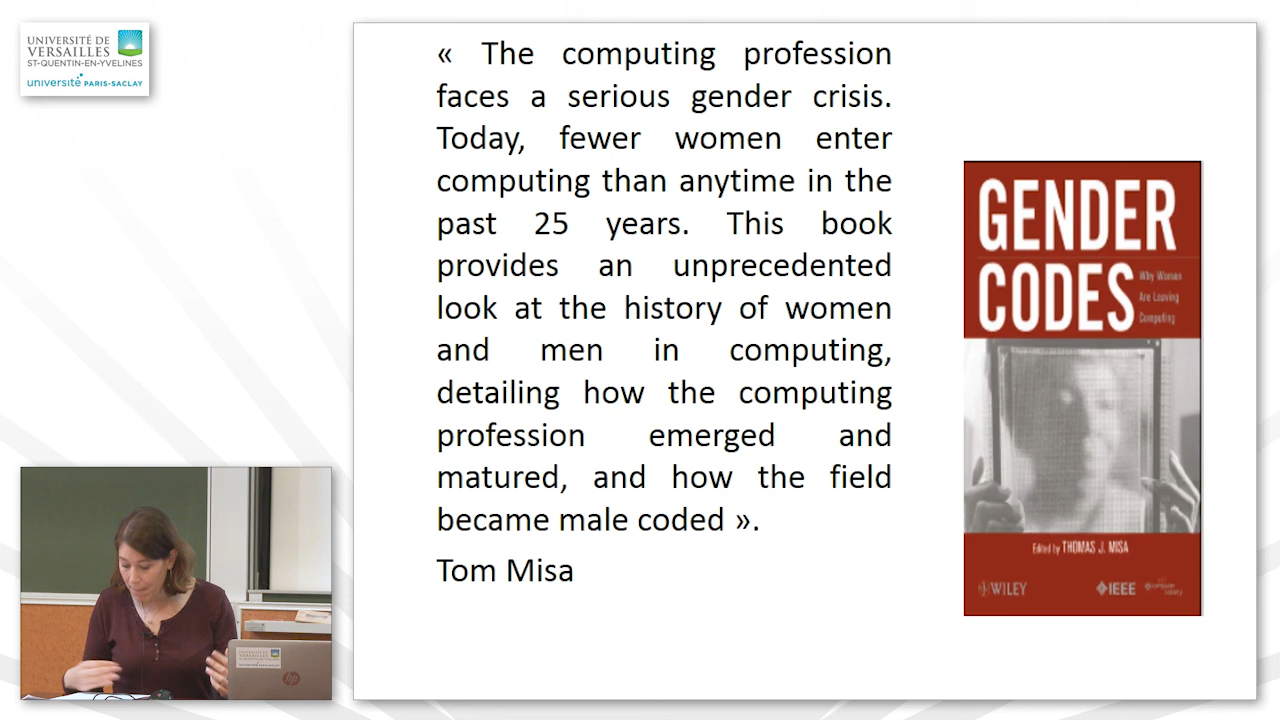 UNIVERSITÉ DE
VERSAILLES
ST-QUENTIN-EN-YVELINES
université PARIS-SACLAY
« The computing profession
faces a serious gender crisis.
Today, fewer women enter
computing than anytime in the
past 25 years. This book
provides an unprecedented
look at the history of women
and men in computing,
detailing how the computing
profession emerged and
matured, and how the field
became male coded ».
Tom Misa
GENDER
CODES
Why Women
Are Leaving
Computing
Edited by THOMAS J. MISA
WILEY
IEEE
computer
society
hp